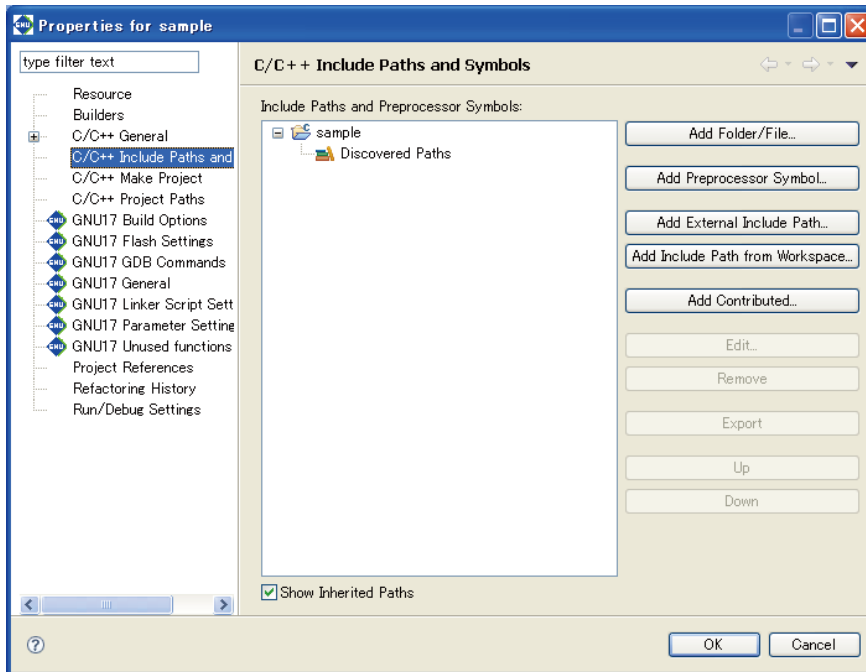 Properties for sample
type filter text
Resource
Builders
C/C++ General
C/C++ Include Paths and
C/C++ Make Project
C/C++ Project Paths
GNU17 Build Options
GNU17 Flash Settings
GNU17 GDB Commands
GNU17 General
GNU17 Linker Script Sett
GNU17 Parameter Setting
GNU17 Unused functions
Project References
Refactoring History
Run/Debug Settings
C/C++ Include Paths and Symbols
Include Paths and Preprocessor Symbols:
sample
Discovered Paths
Add Folder/File...
Add Preprocessor Symbol...
Add External Include Path...
Add Include Path from Workspace...
Add Contributed...
Edit...
Remove
Export
Up
Down
Show Inherited Paths
OK
Cancel